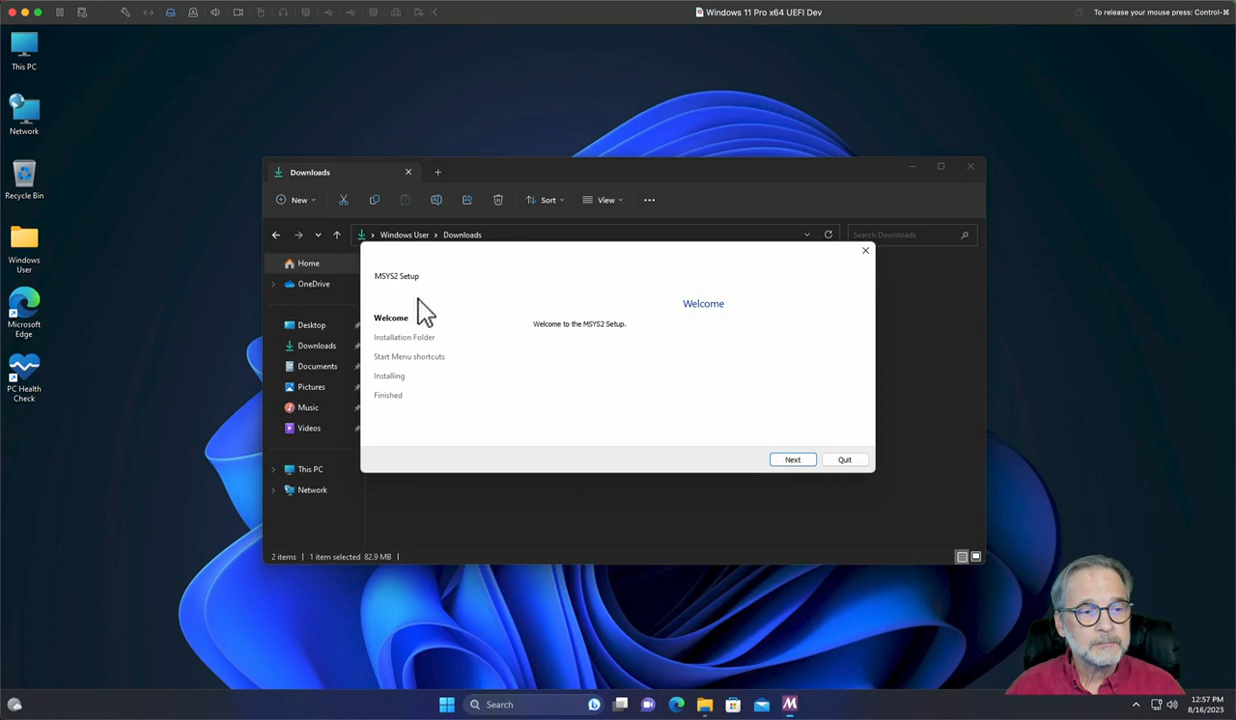 Windows 11 Pro x64 UEFI Dev
To release your mouse press: Control-⌘
This PC
Network
Recycle Bin
Windows
User
Microsoft
Edge
PC Health
Check
Downloads
New
Sort
View
Windows User > Downloads
Search Downloads
Home
OneDrive
Desktop
Downloads
Documents
Pictures
Music
Videos
This PC
Network
2 items | 1 item selected 82.9 MB |
MSYS2 Setup
Welcome
Installation Folder
Start Menu shortcuts
Installing
Finished
Welcome
Welcome to the MSYS2 Setup.
Next
Quit
Search
12:57 PM
8/16/2023